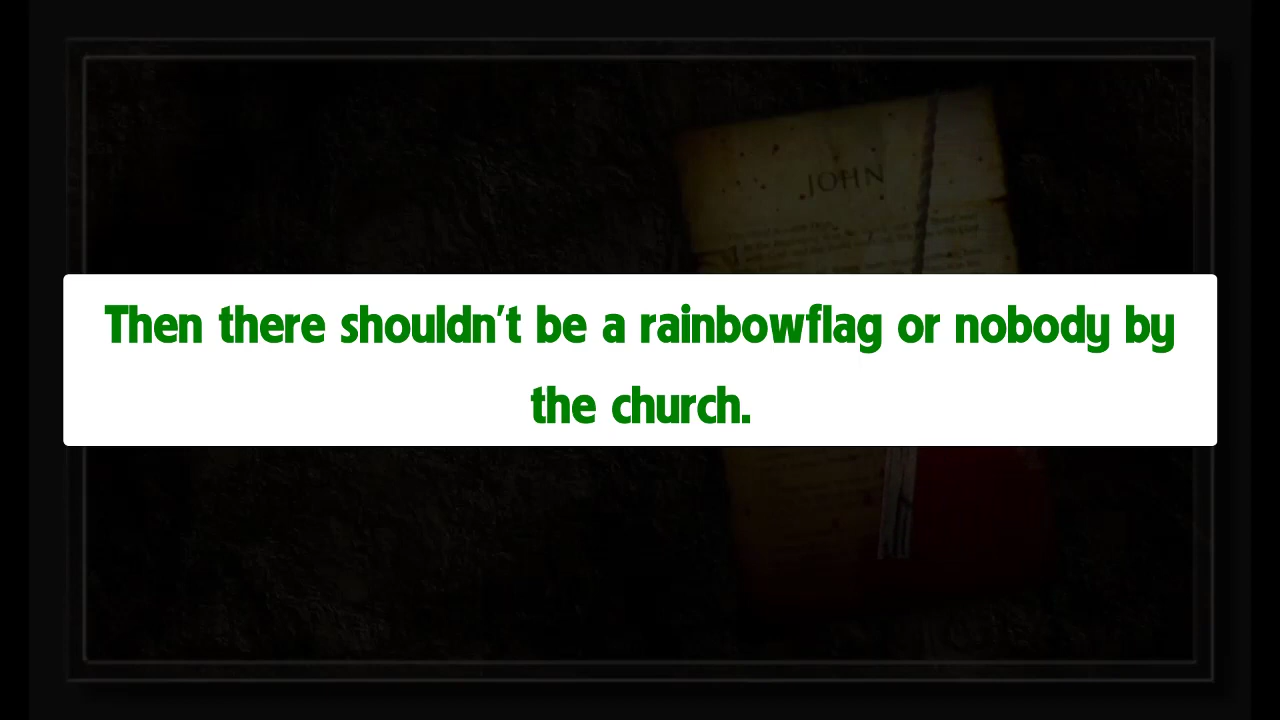 JOHN
Then there shouldn't be a rainbowflag or nobody by
the church.